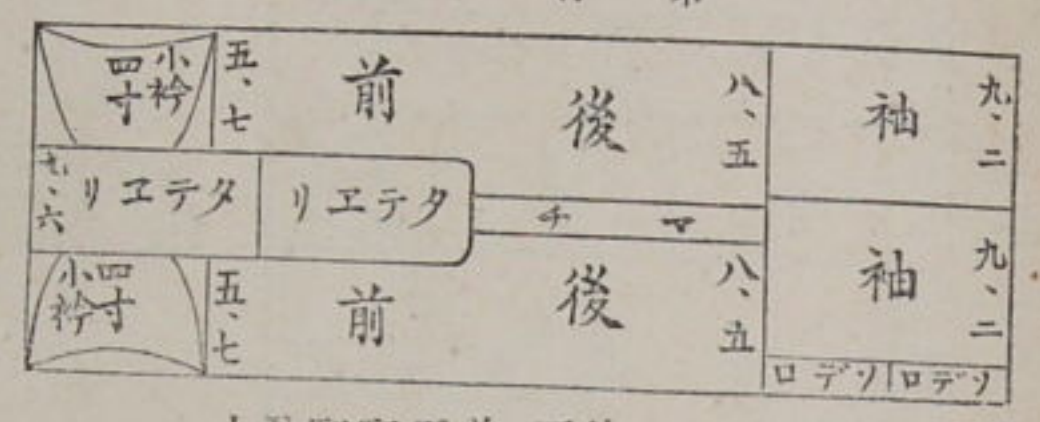 小衿
四寸
五、七
前
後
八、五
袖
九、二
七、六
タテヱリ
タテヱリ
マチ
四寸
小衿
五、七
前
後
八、五
袖
九、二
ソデロ
ソデロ